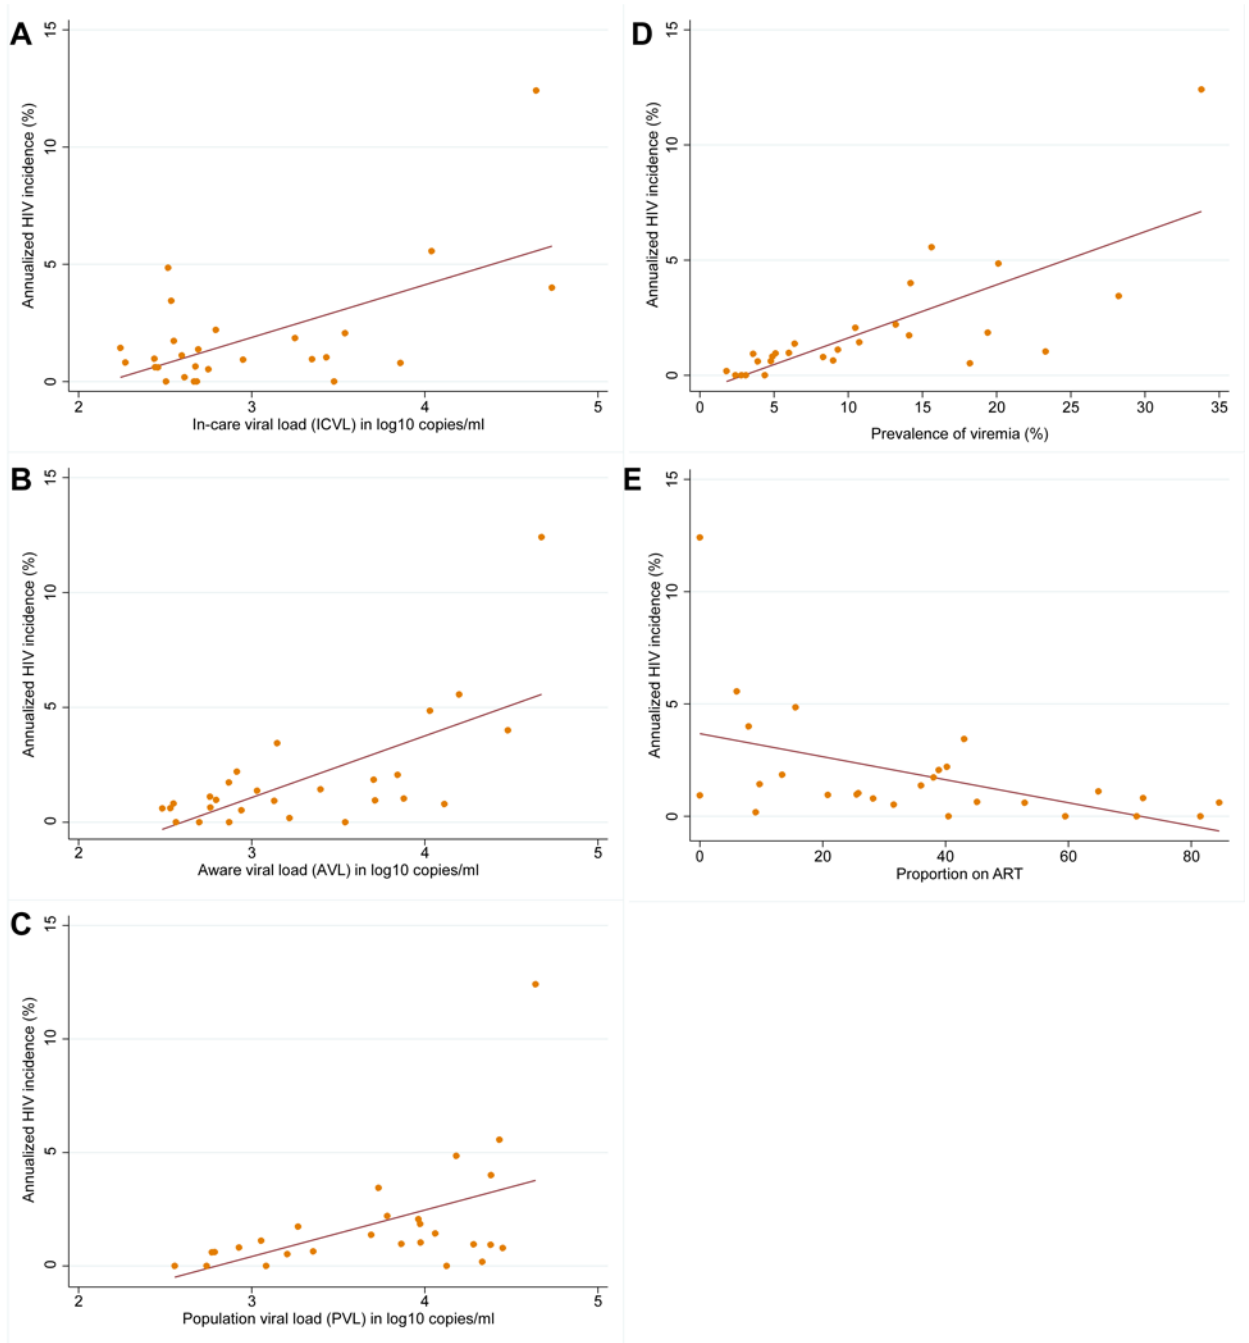 A
Annualized HIV incidence (%)
15
10
5
0
2 3 4 5
In-care viral load (ICVL) in log10 copies/ml
B
Annualized HIV incidence (%)
15
10
5
0
2 3 4 5
Aware viral load (AVL) in log10 copies/ml
C
Annualized HIV incidence (%)
15
10
5
0
2 3 4 5
Population viral load (PVL) in log10 copies/ml
D
Annualized HIV incidence (%)
15
10
5
0
0 5 10 15 20 25 30 35
Prevalence of viremia (%)
E
Annualized HIV incidence (%)
15
10
5
0
0 20 40 60 80
Proportion on ART